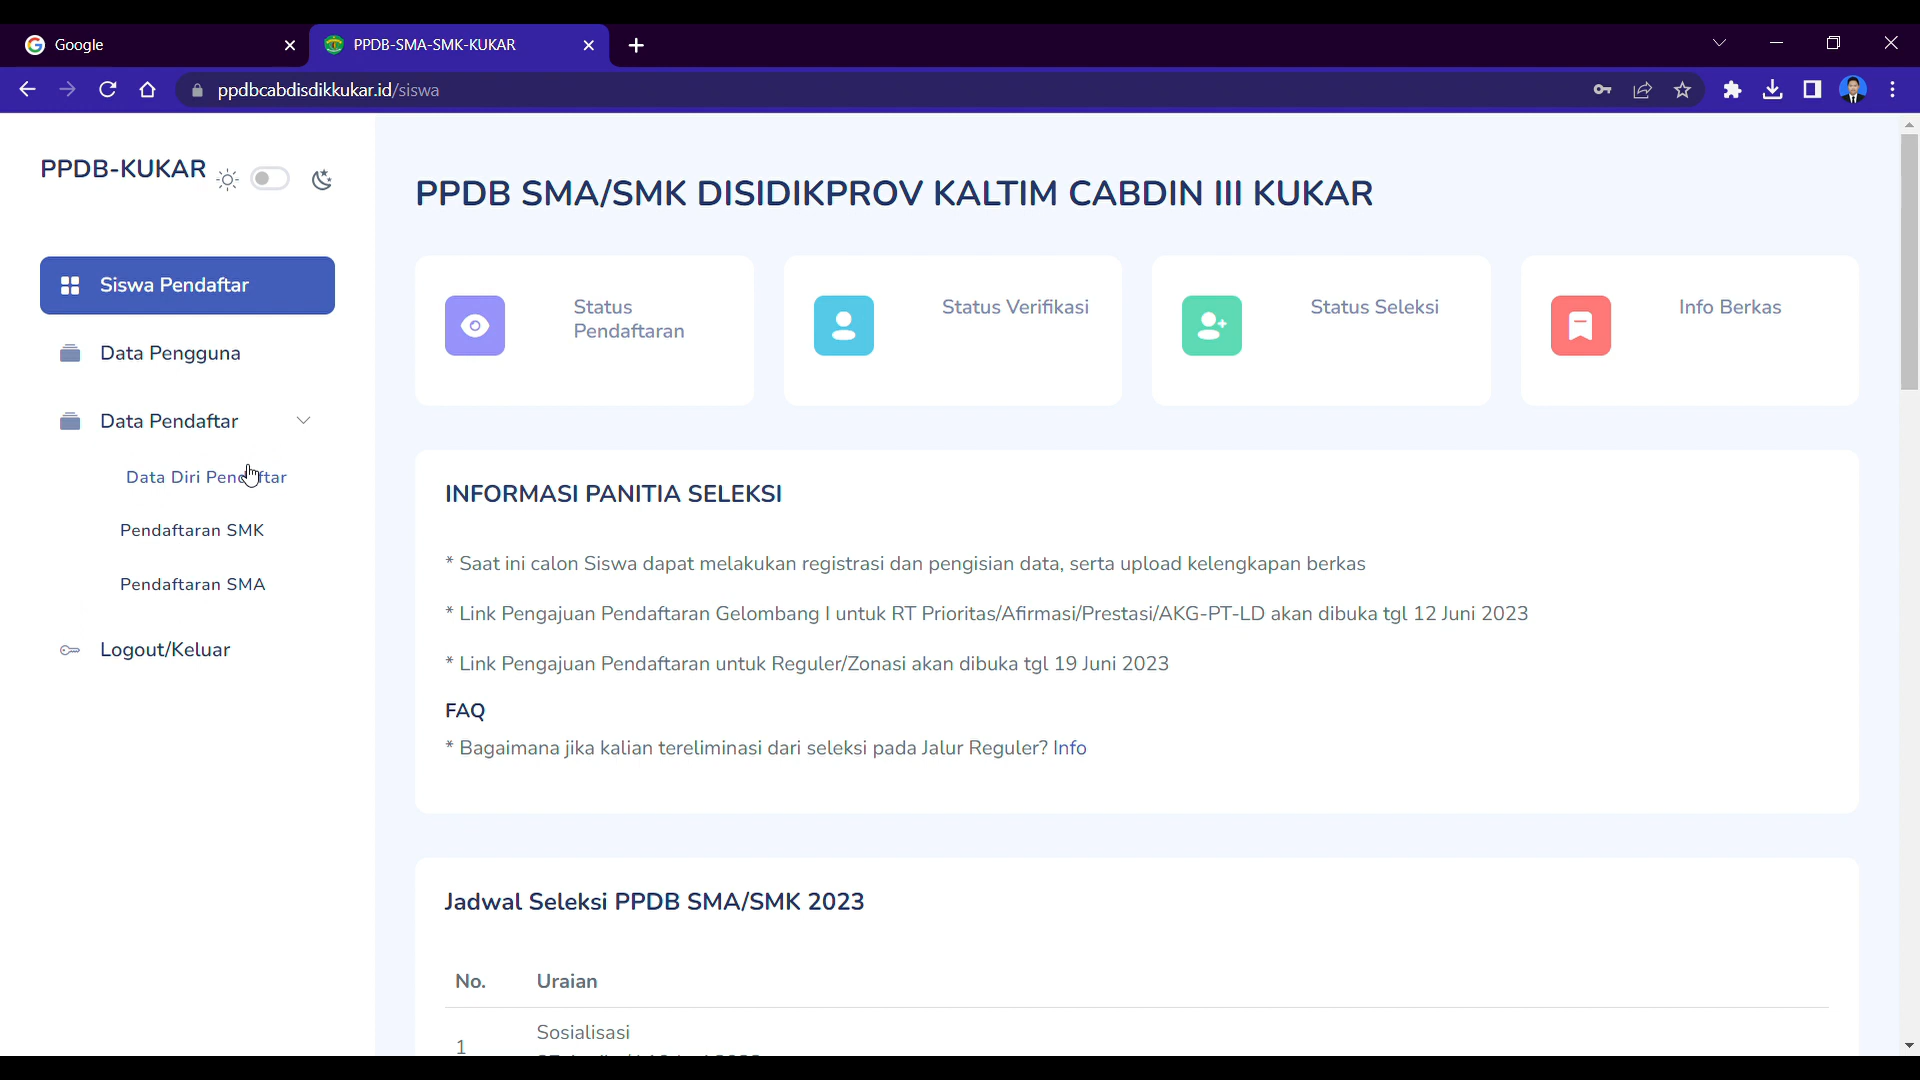 Google
PPDB-SMA-SMK-KUKAR
ppdbcabdisdikkukar.id/siswa
PPDB-KUKAR
Siswa Pendaftar
Data Pengguna
Data Pendaftar
Data Diri Pendaftar
Pendaftaran SMK
Pendaftaran SMA
Logout/Keluar
PPDB SMA/SMK DISIDIKPROV KALTIM CABDIN III KUKAR
Status
Pendaftaran
Status Verifikasi
Status Seleksi
Info Berkas
INFORMASI PANITIA SELEKSI
* Saat ini calon Siswa dapat melakukan registrasi dan pengisian data, serta upload kelengkapan berkas
* Link Pengajuan Pendaftaran Gelombang I untuk RT Prioritas/Afirmasi/Prestasi/AKG-PT-LD akan dibuka tgl 12 Juni 2023
* Link Pengajuan Pendaftaran untuk Reguler/Zonasi akan dibuka tgl 19 Juni 2023
FAQ
* Bagaimana jika kalian tereliminasi dari seleksi pada Jalur Reguler? Info
Jadwal Seleksi PPDB SMA/SMK 2023
No. Uraian
1 Sosialisasi